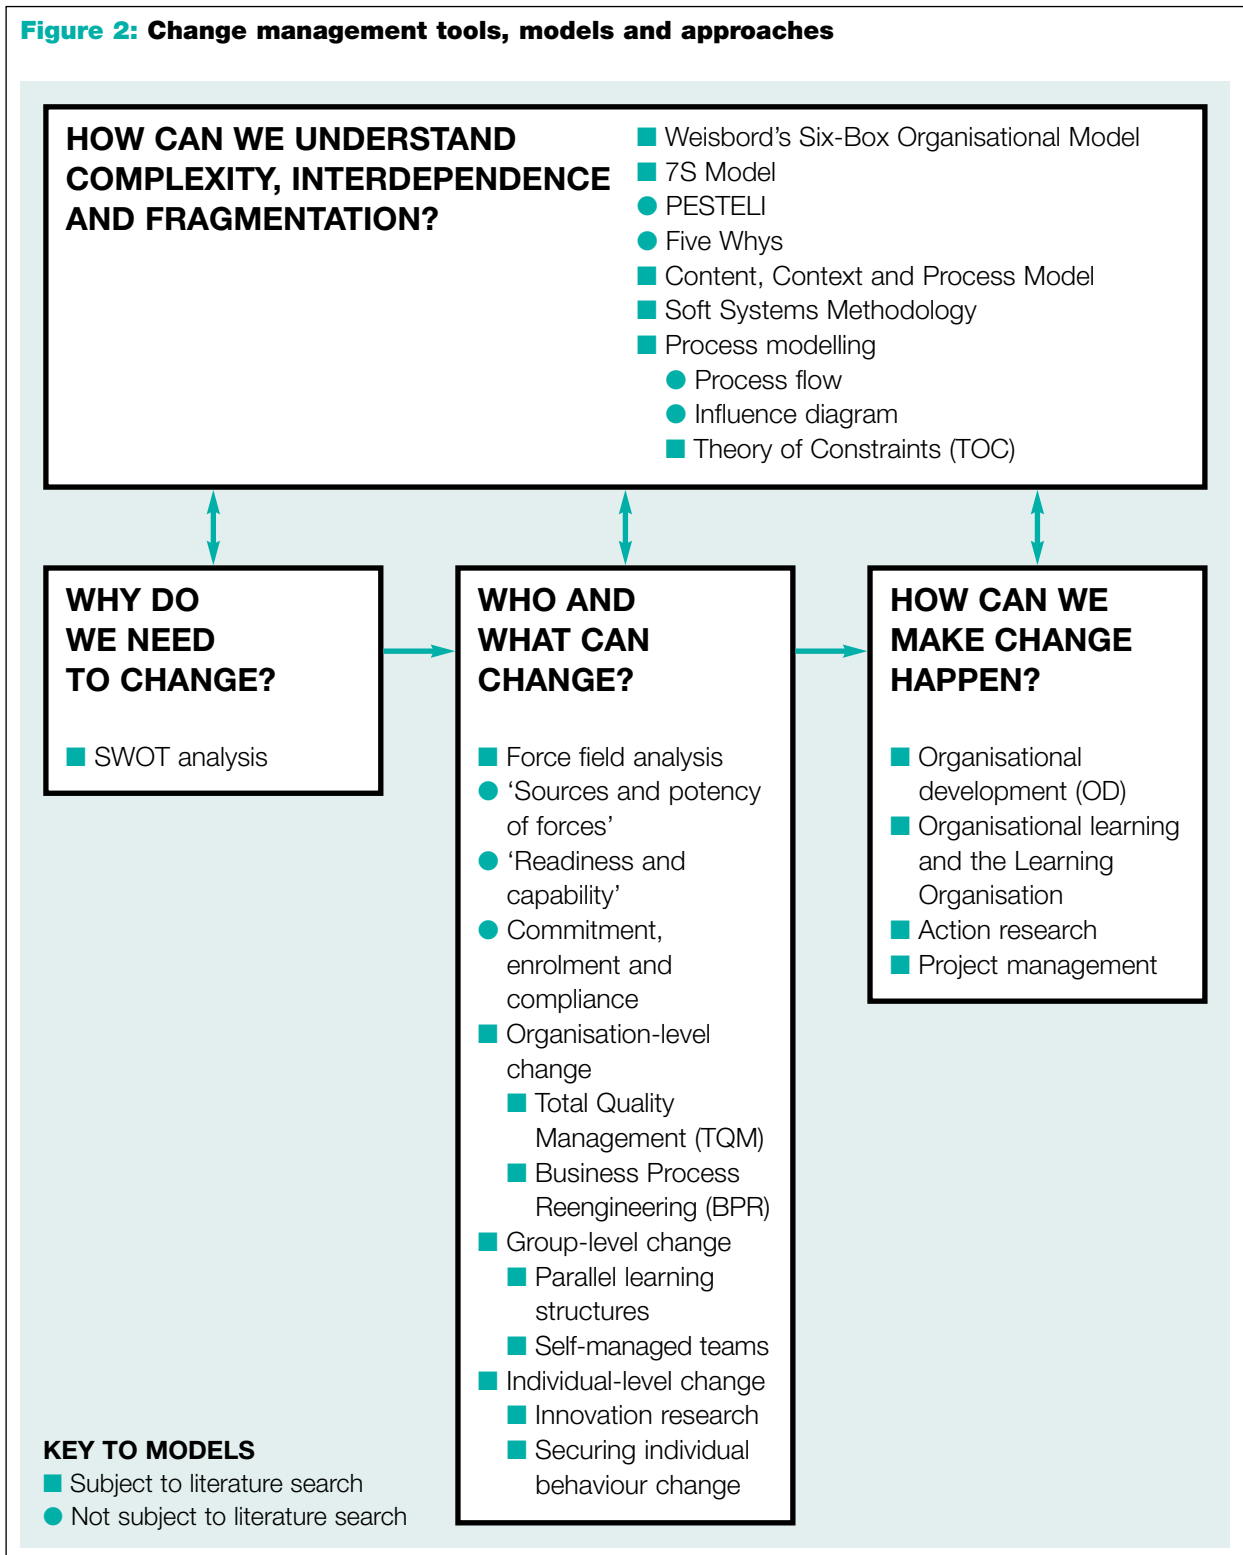 Figure 2: Change management tools, models and approaches
HOW CAN WE UNDERSTAND
COMPLEXITY, INTERDEPENDENCE
AND FRAGMENTATION?
Weisbord's Six-Box Organisational Model
7S Model
PESTELI
Five Whys
Content, Context and Process Model
Soft Systems Methodology
Process modelling
Process flow
Influence diagram
Theory of Constraints (TOC)
WHY DO
WE NEED
TO CHANGE?
SWOT analysis
WHO AND
WHAT CAN
CHANGE?
Force field analysis
‘Sources and potency
of forces’
‘Readiness and
capability’
Commitment,
enrolment and
compliance
Organisation-level
change
Total Quality
Management (TQM)
Business Process
Reengineering (BPR)
Group-level change
Parallel learning
structures
Self-managed teams
Individual-level change
Innovation research
Securing individual
behaviour change
HOW CAN WE
MAKE CHANGE
HAPPEN?
Organisational
development (OD)
Organisational learning
and the Learning
Organisation
Action research
Project management
KEY TO MODELS
Subject to literature search
Not subject to literature search